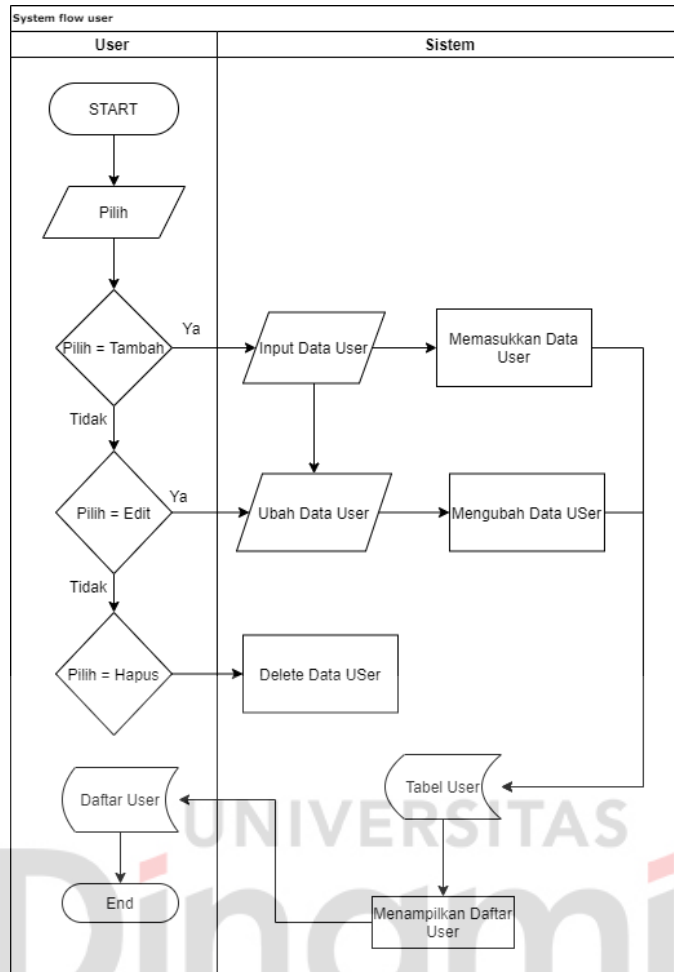 System flow user
User
Sistem
START
Pilih
Pilih = Tambah
Ya
Input Data User
Memasukkan Data
User
Tidak
Pilih = Edit
Ya
Ubah Data User
Mengubah Data USer
Tidak
Pilih = Hapus
Delete Data USer
Daftar User
Tabel User
UNIVERSITAS
End
Menampilkan Daftar
User
Dinami